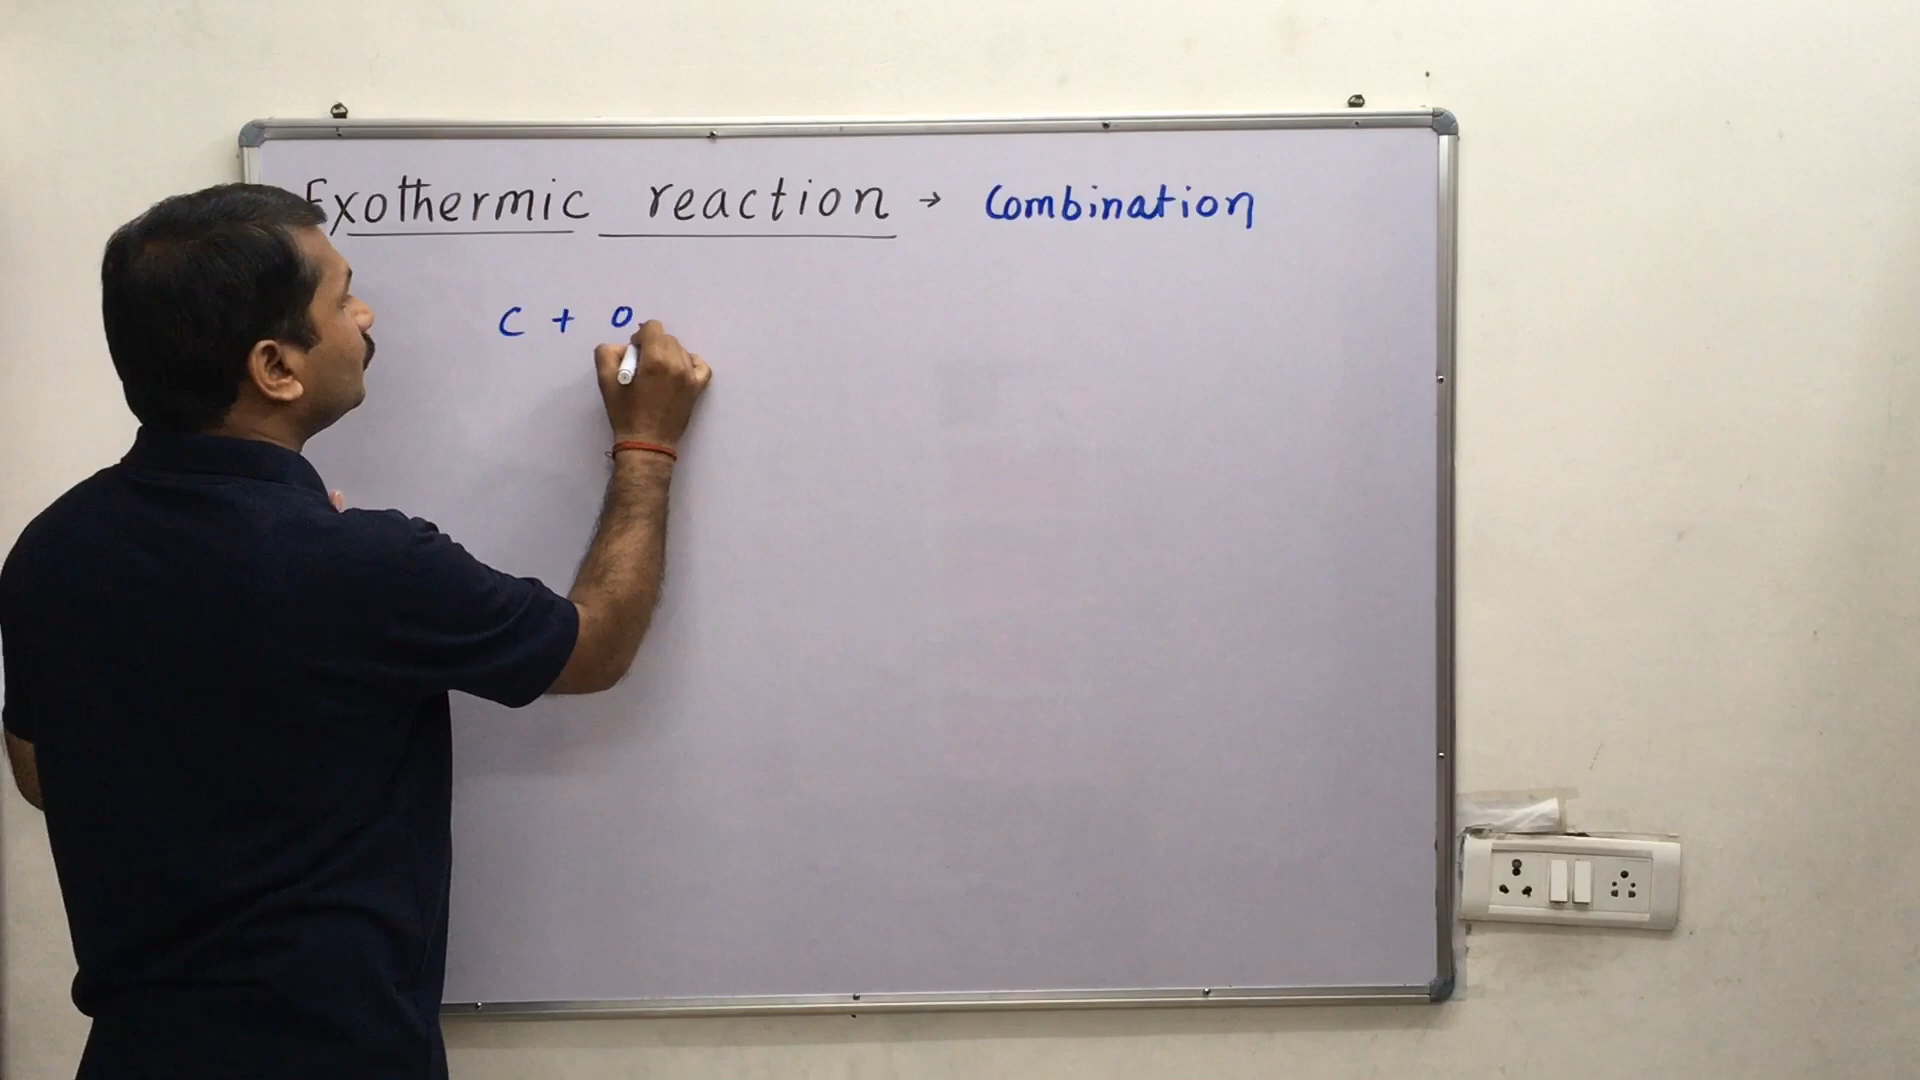 Exothermic reaction → Combination
C + O